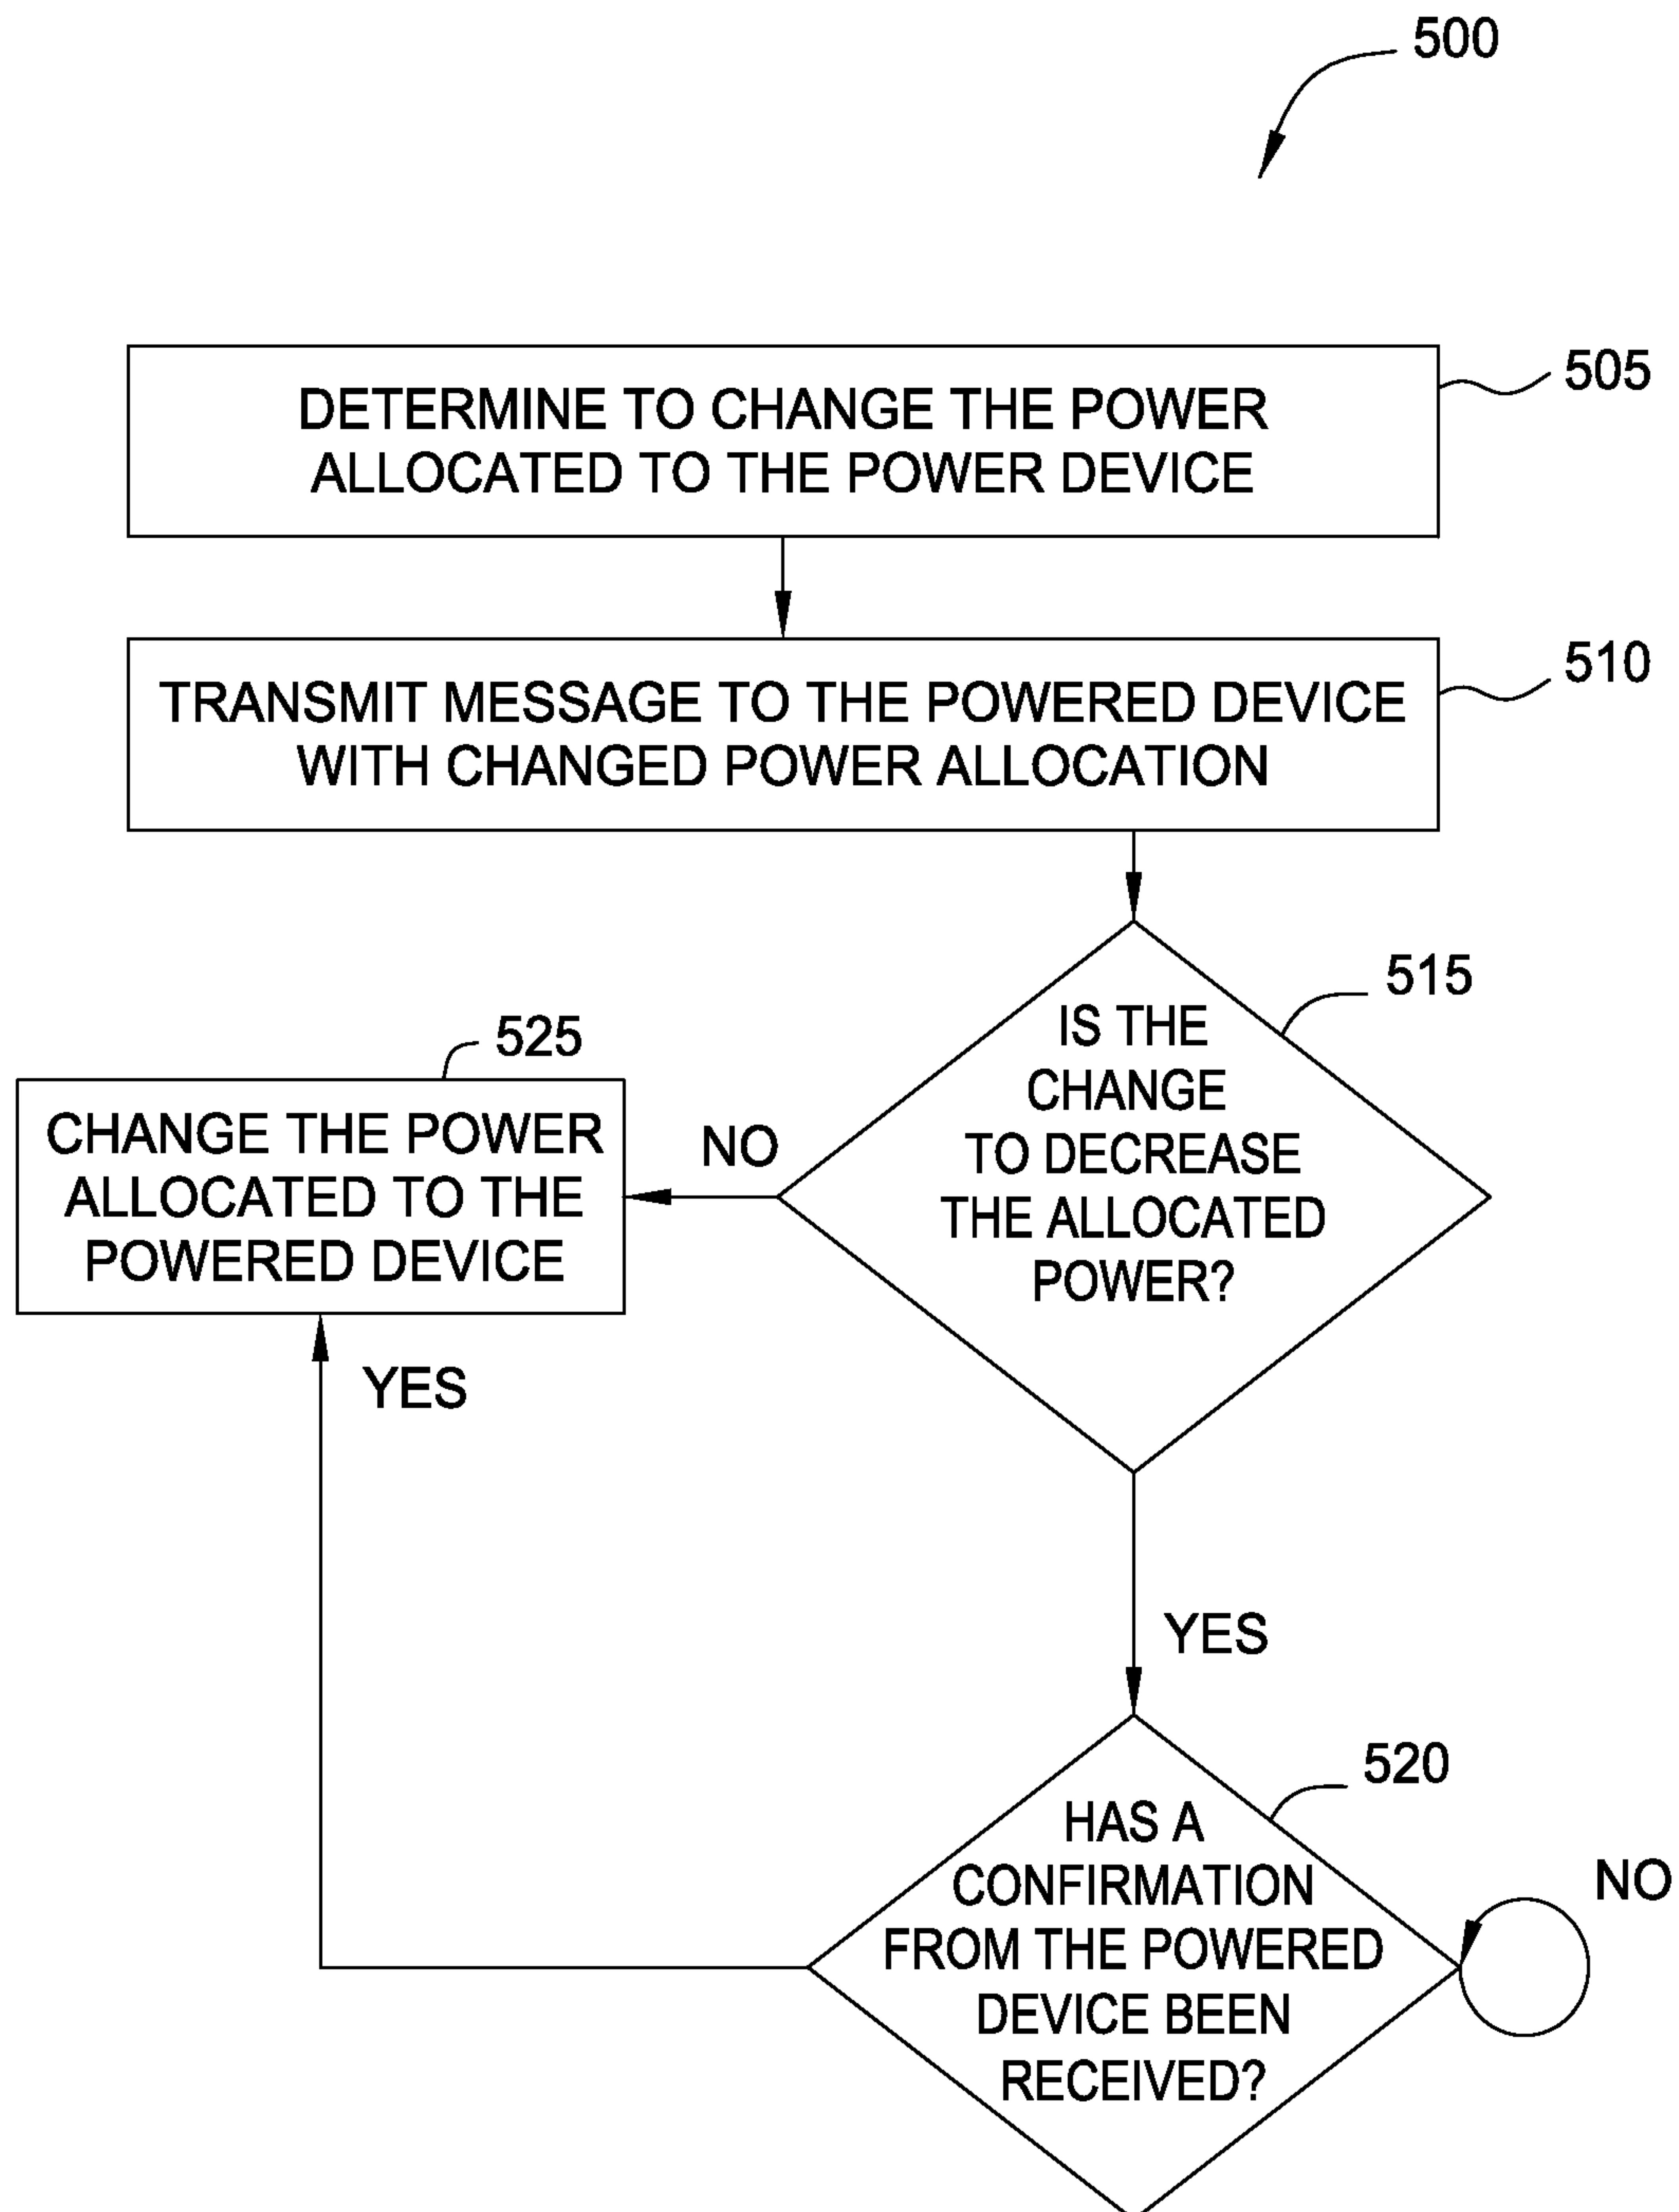 500
505
DETERMINE TO CHANGE THE POWER
ALLOCATED TO THE POWER DEVICE
510
TRANSMIT MESSAGE TO THE POWERED DEVICE
WITH CHANGED POWER ALLOCATION
515
IS THE
CHANGE
TO DECREASE
THE ALLOCATED
POWER?
NO
525
CHANGE THE POWER
ALLOCATED TO THE
POWERED DEVICE
YES
YES
520
HAS A
CONFIRMATION
FROM THE POWERED
DEVICE BEEN
RECEIVED?
NO